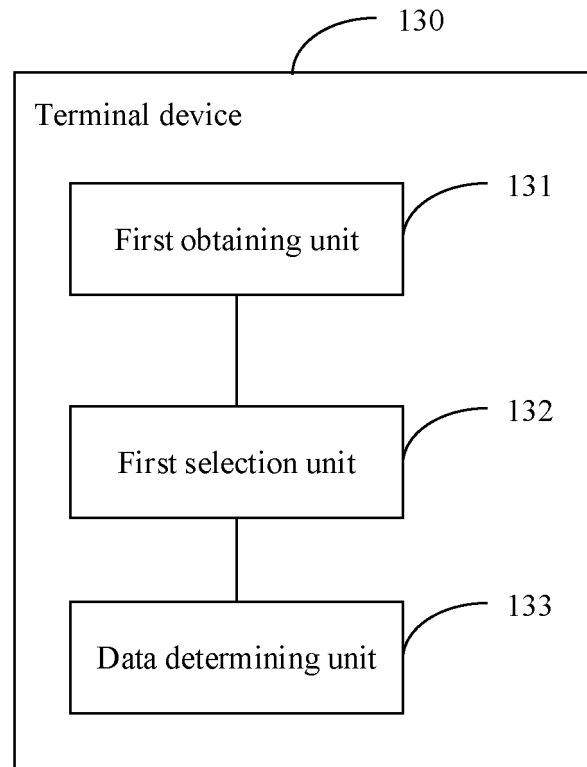 130
Terminal device
131
First obtaining unit
132
First selection unit
133
Data determining unit